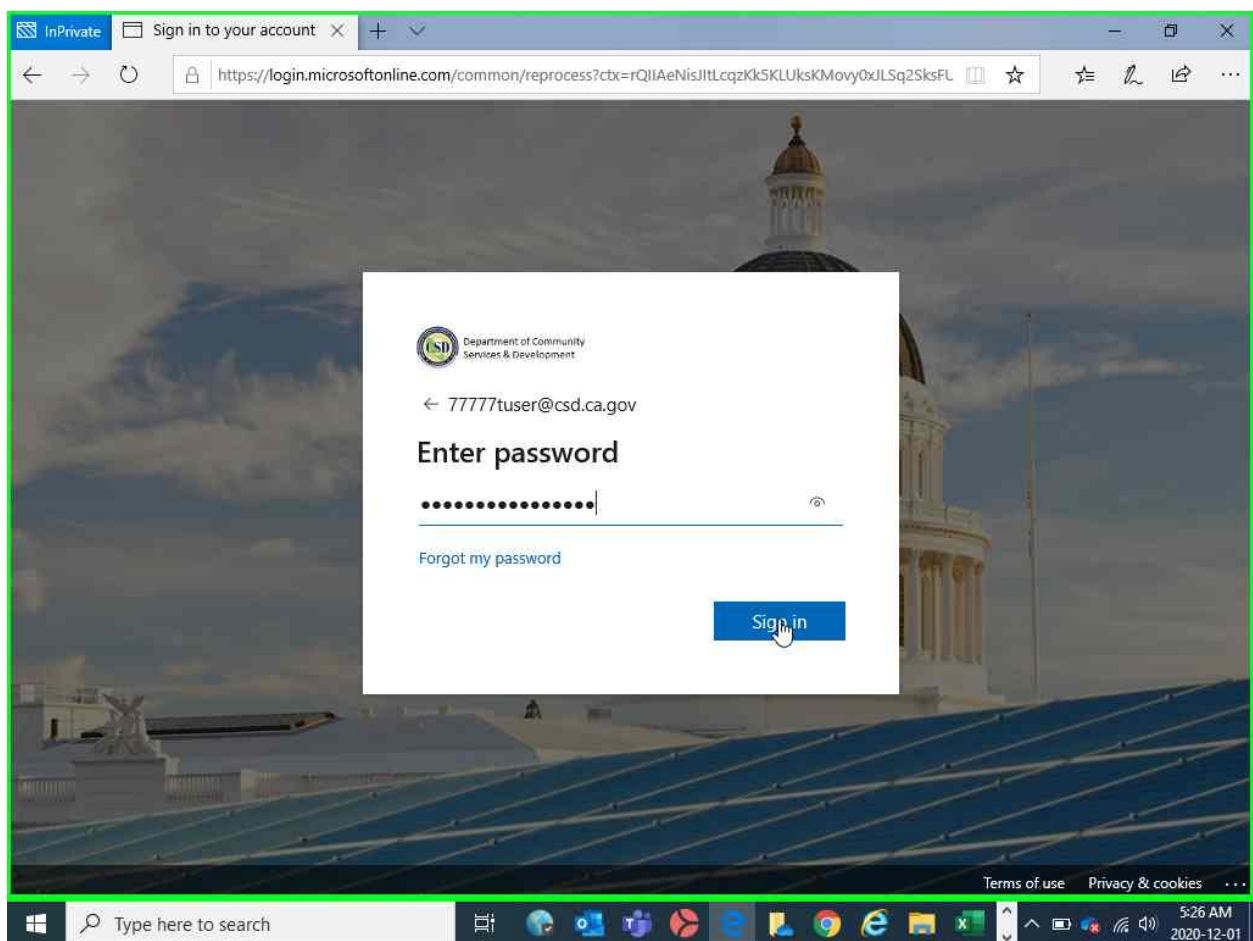 InPrivate
Sign in to your account
https://login.microsoftonline.com/common/reprocess?ctx=rQIIAeNisJItLcqzKk5KLUksKMovy0xJLSq2SksFL
CSD
Department of Community
Services & Development
77777tuser@csd.ca.gov
Enter password
Forgot my password
Sign in
Terms of use Privacy & cookies ...
Type here to search
5:26 AM
2020-12-01